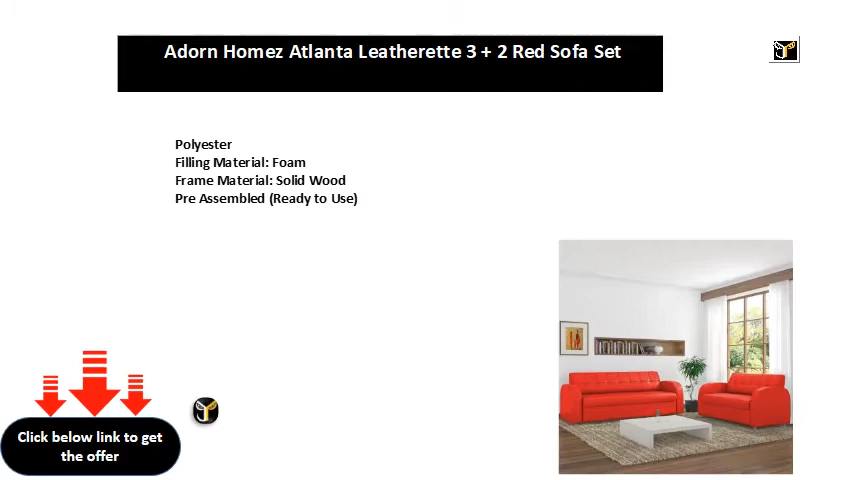 Adorn Homez Atlanta Leatherette 3 + 2 Red Sofa Set
Polyester
Filling Material: Foam
Frame Material: Solid Wood
Pre Assembled (Ready to Use)
Click below link to get
the offer